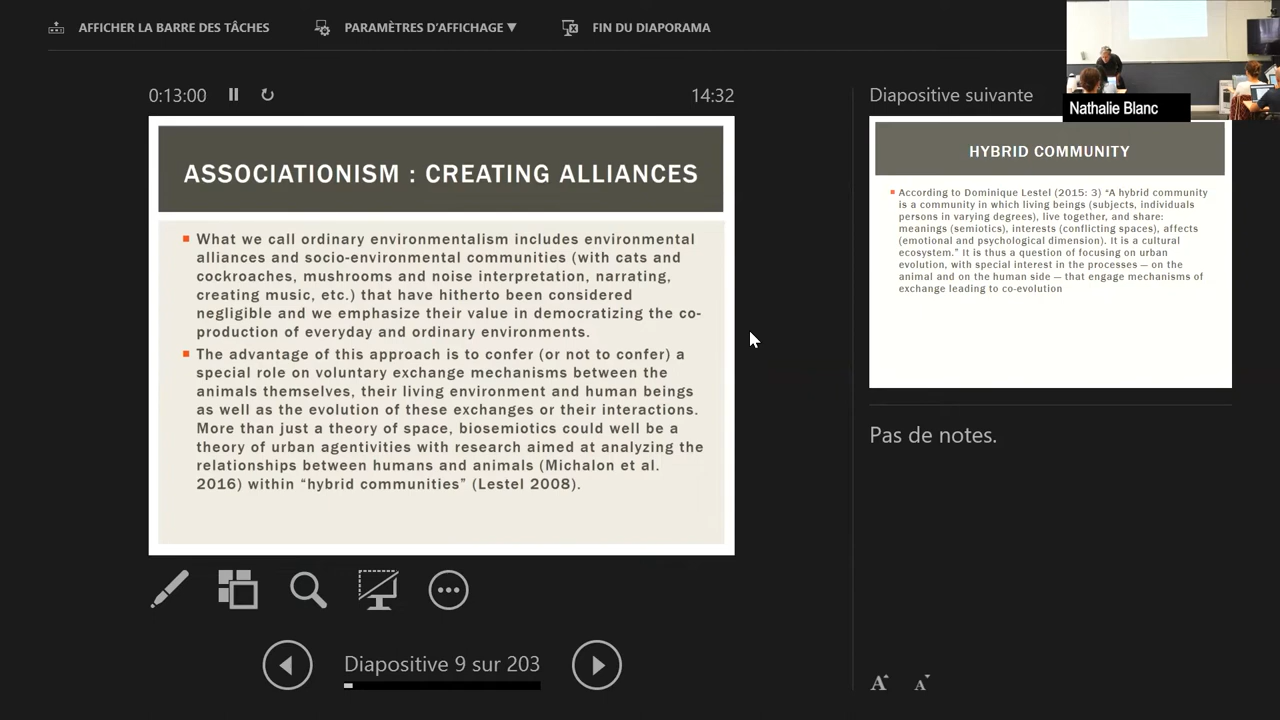 AFFICHER LA BARRE DES TÂCHES
PARAMÈTRES D'AFFICHAGE ▼
FIN DU DIAPORAMA
Nathalie Blanc
0:13:00
14:32
ASSOCIATIONISM : CREATING ALLIANCES
What we call ordinary environmentalism includes environmental
alliances and socio-environmental communities (with cats and
cockroaches, mushrooms and noise interpretation, narrating,
creating music, etc.) that have hitherto been considered
negligible and we emphasize their value in democratizing the co-
production of everyday and ordinary environments.
The advantage of this approach is to confer (or not to confer) a
special role on voluntary exchange mechanisms between the
animals themselves, their living environment and human beings
as well as the evolution of these exchanges or their interactions.
More than just a theory of space, biosemiotics could well be a
theory of urban agentivities with research aimed at analyzing the
relationships between humans and animals (Michalon et al.
2016) within “hybrid communities” (Lestel 2008).
Diapositive 9 sur 203
Diapositive suivante
HYBRID COMMUNITY
According to Dominique Lestel (2015: 3) “A hybrid community
is a community in which living beings (subjects, individuals
persons in varying degrees), live together, and share:
meanings (semiotics), interests (conflicting spaces), affects
(emotional and psychological dimension). It is a cultural
ecosystem.” It is thus a question of focusing on urban
evolution, with special interest in the processes — on the
animal and on the human side — that engage mechanisms of
exchange leading to co-evolution
Pas de notes.
A A